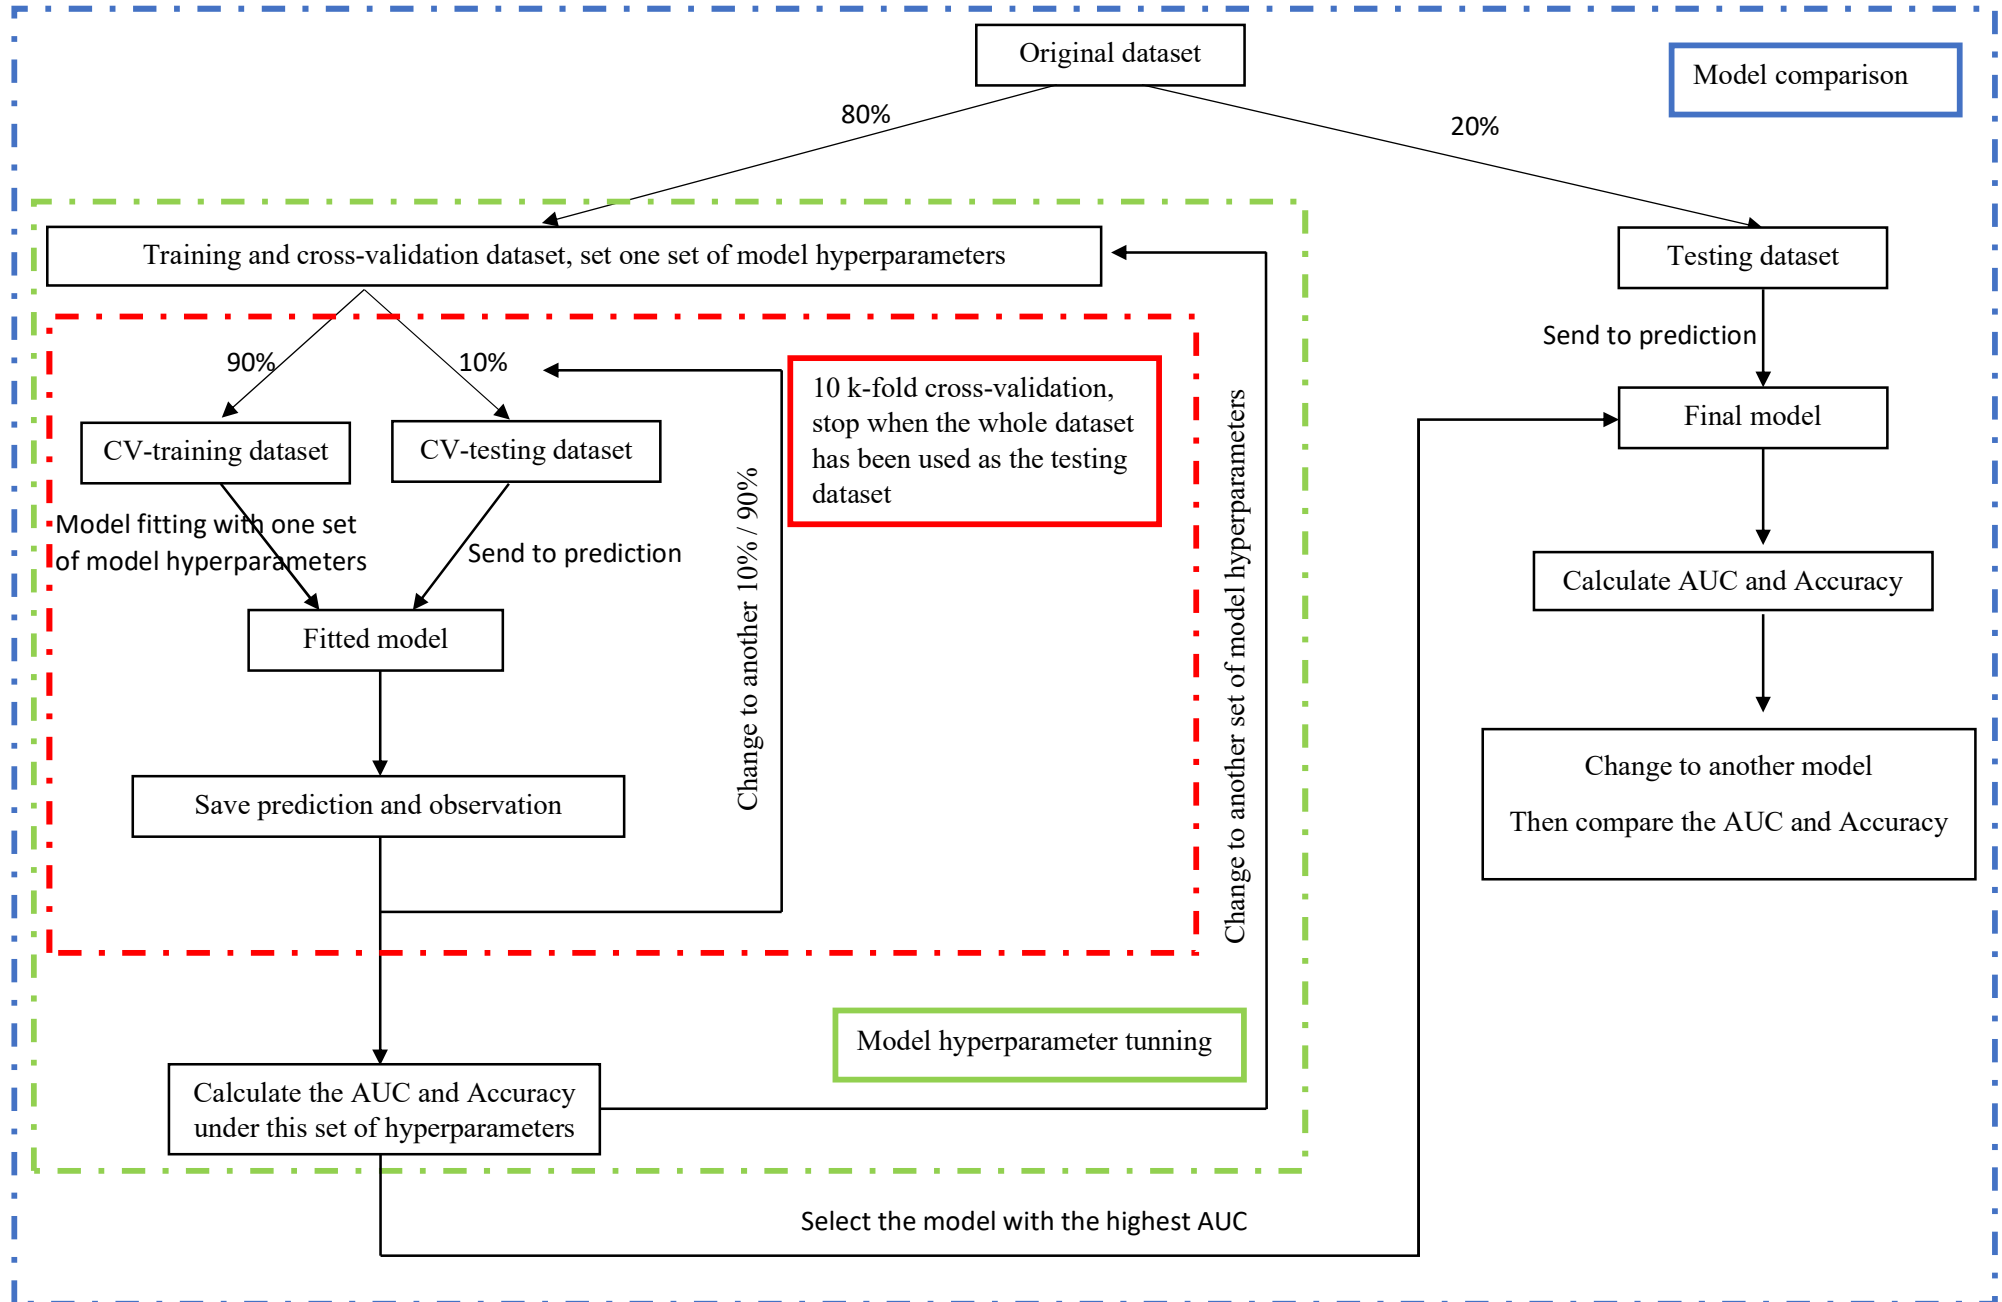 Original dataset
Model comparison
80%
20%
Training and cross-validation dataset, set one set of model hyperparameters
Testing dataset
90%
10%
Send to prediction
10 k-fold cross-validation,
stop when the whole dataset
has been used as the testing
dataset
CV-training dataset
CV-testing dataset
Final model
Model fitting with one set
of model hyperparameters
Send to prediction
Change to another 10% / 90%
Change to another set of model hyperparameters
Calculate AUC and Accuracy
Fitted model
Save prediction and observation
Change to another model
Then compare the AUC and Accuracy
Model hyperparameter tunning
Calculate the AUC and Accuracy
under this set of hyperparameters
Select the model with the highest AUC